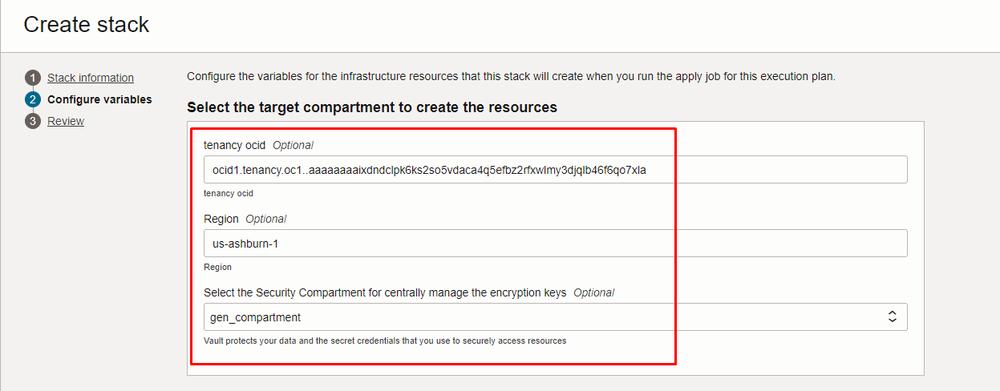 Create stack
1 Stack information
2 Configure variables
3 Review
Configure the variables for the infrastructure resources that this stack will create when you run the apply job for this execution plan.
Select the target compartment to create the resources
tenancy ocid Optional
ocid1.tenancy.oc1..aaaaaaaaixdndclpk6ks2so5vdaca4q5efbz2rfxwlmy3djqlb46f6qo7xla
tenancy ocid
Region Optional
us-ashburn-1
Region
Select the Security Compartment for centrally manage the encryption keys Optional
gen_compartment
Vault protects your data and the secret credentials that you use to securely access resources